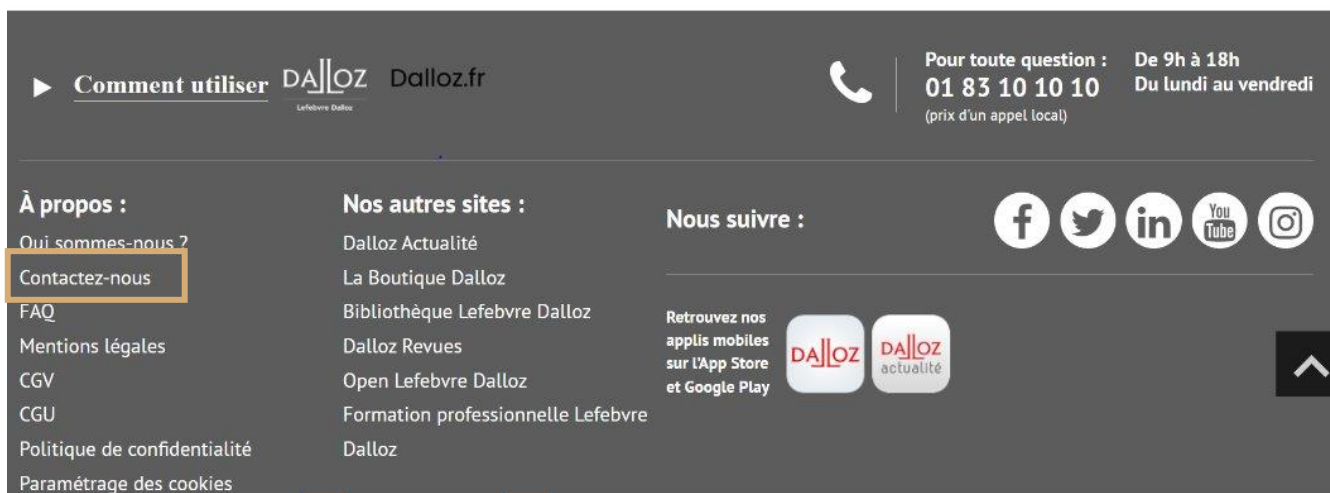 Comment utiliser DALLOZ Dalloz.fr
Lefebvre Dalloz
Pour toute question :
01 83 10 10 10
(prix d'un appel local)
De 9h à 18h
Du lundi au vendredi
À propos :
Qui sommes-nous ?
Contactez-nous
FAQ
Mentions légales
CGV
CGU
Politique de confidentialité
Paramétrage des cookies
Nos autres sites :
Dalloz Actualité
La Boutique Dalloz
Bibliothèque Lefebvre Dalloz
Dalloz Revues
Open Lefebvre Dalloz
Formation professionnelle Lefebvre
Dalloz
Nous suivre :
f in You
Tube
Retrouvez nos
applis mobiles
sur l'App Store
et Google Play
DALLOZ
DALLOZ
actualité